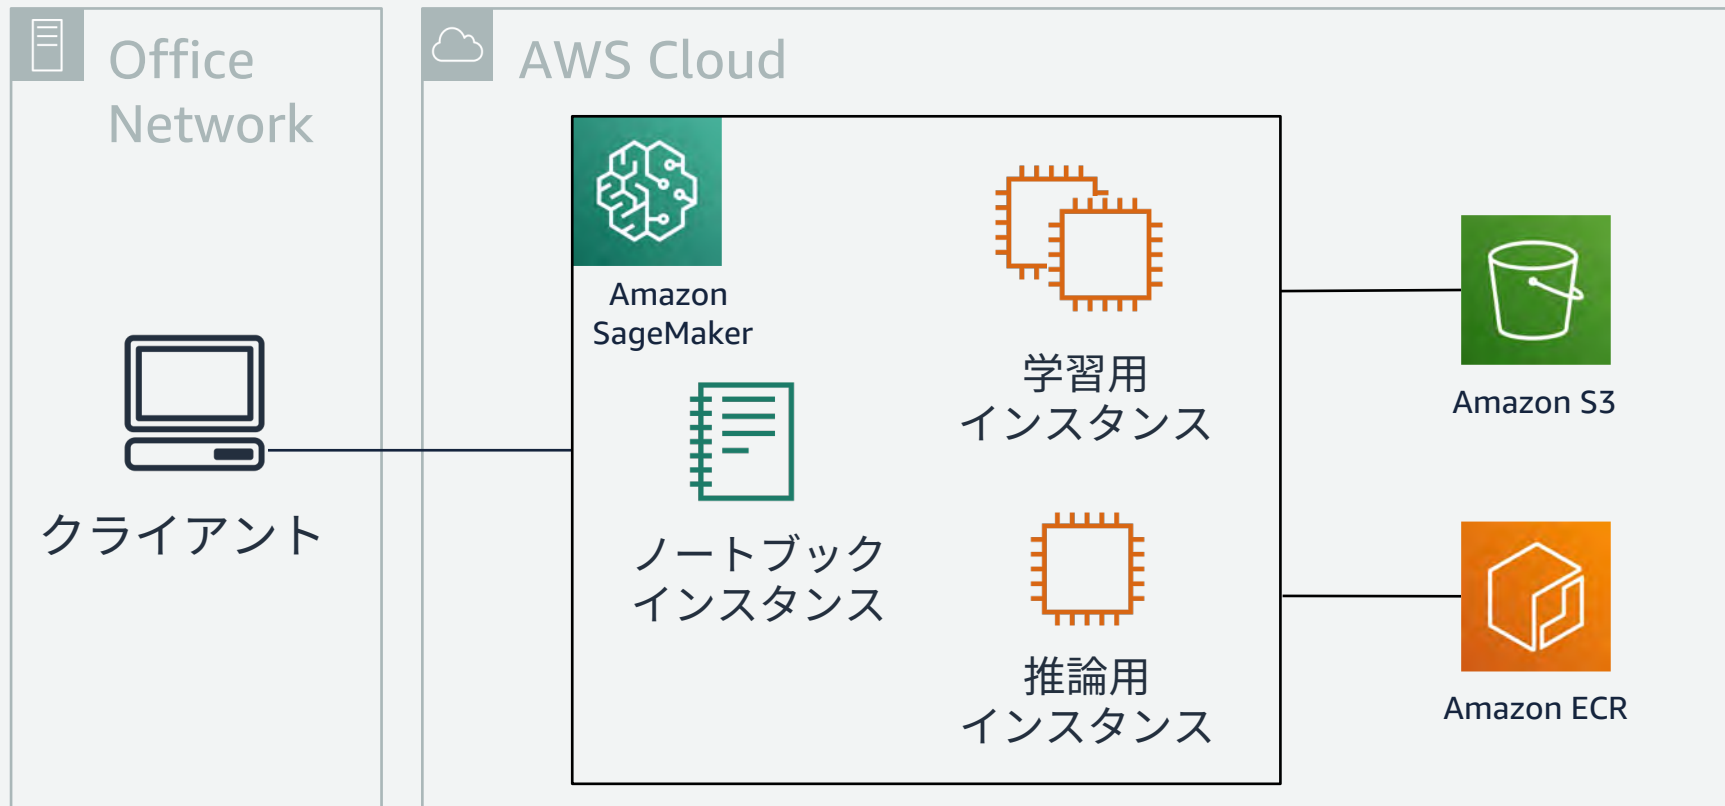 Office
Network
AWS Cloud
クライアント
Amazon
SageMaker
ノートブック
インスタンス
学習用
インスタンス
推論用
インスタンス
Amazon S3
Amazon ECR